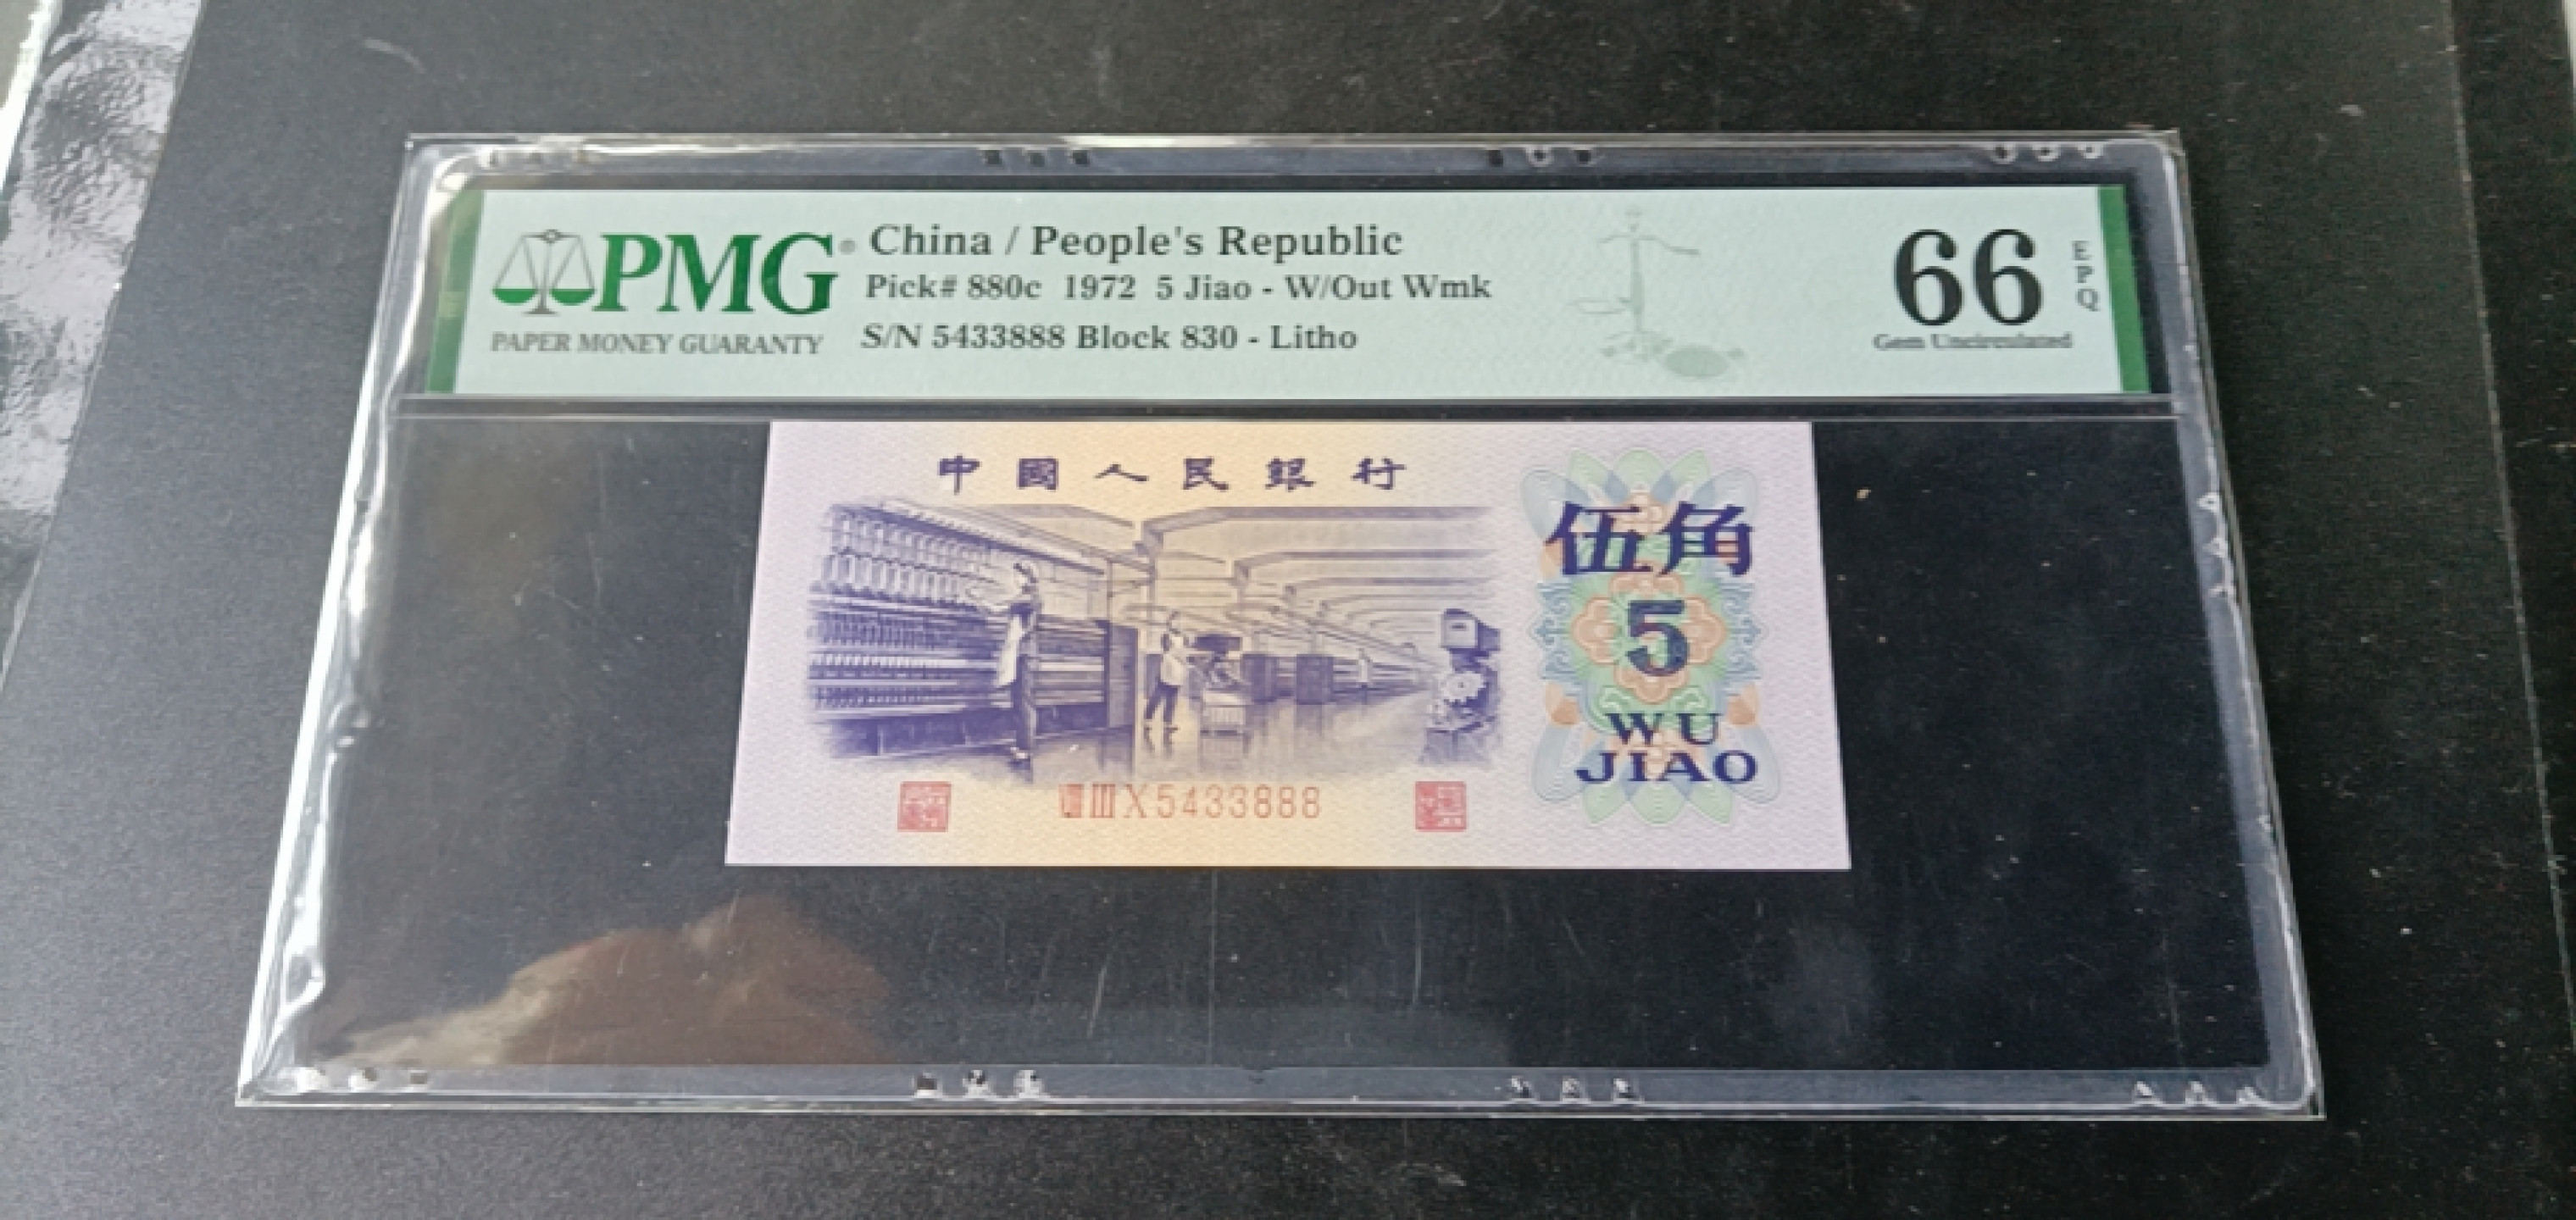 PMG®
PAPER MONEY GUARANTY
China / People's Republic
Pick# 880c 1972 5 Jiao - W/Out Wmk
S/N 5433888 Block 830 - Litho
66
EPQ
Gem Uncirculated
中國人民銀行
伍角
5
WU
JIAO
ⅧⅢⅩ5433888